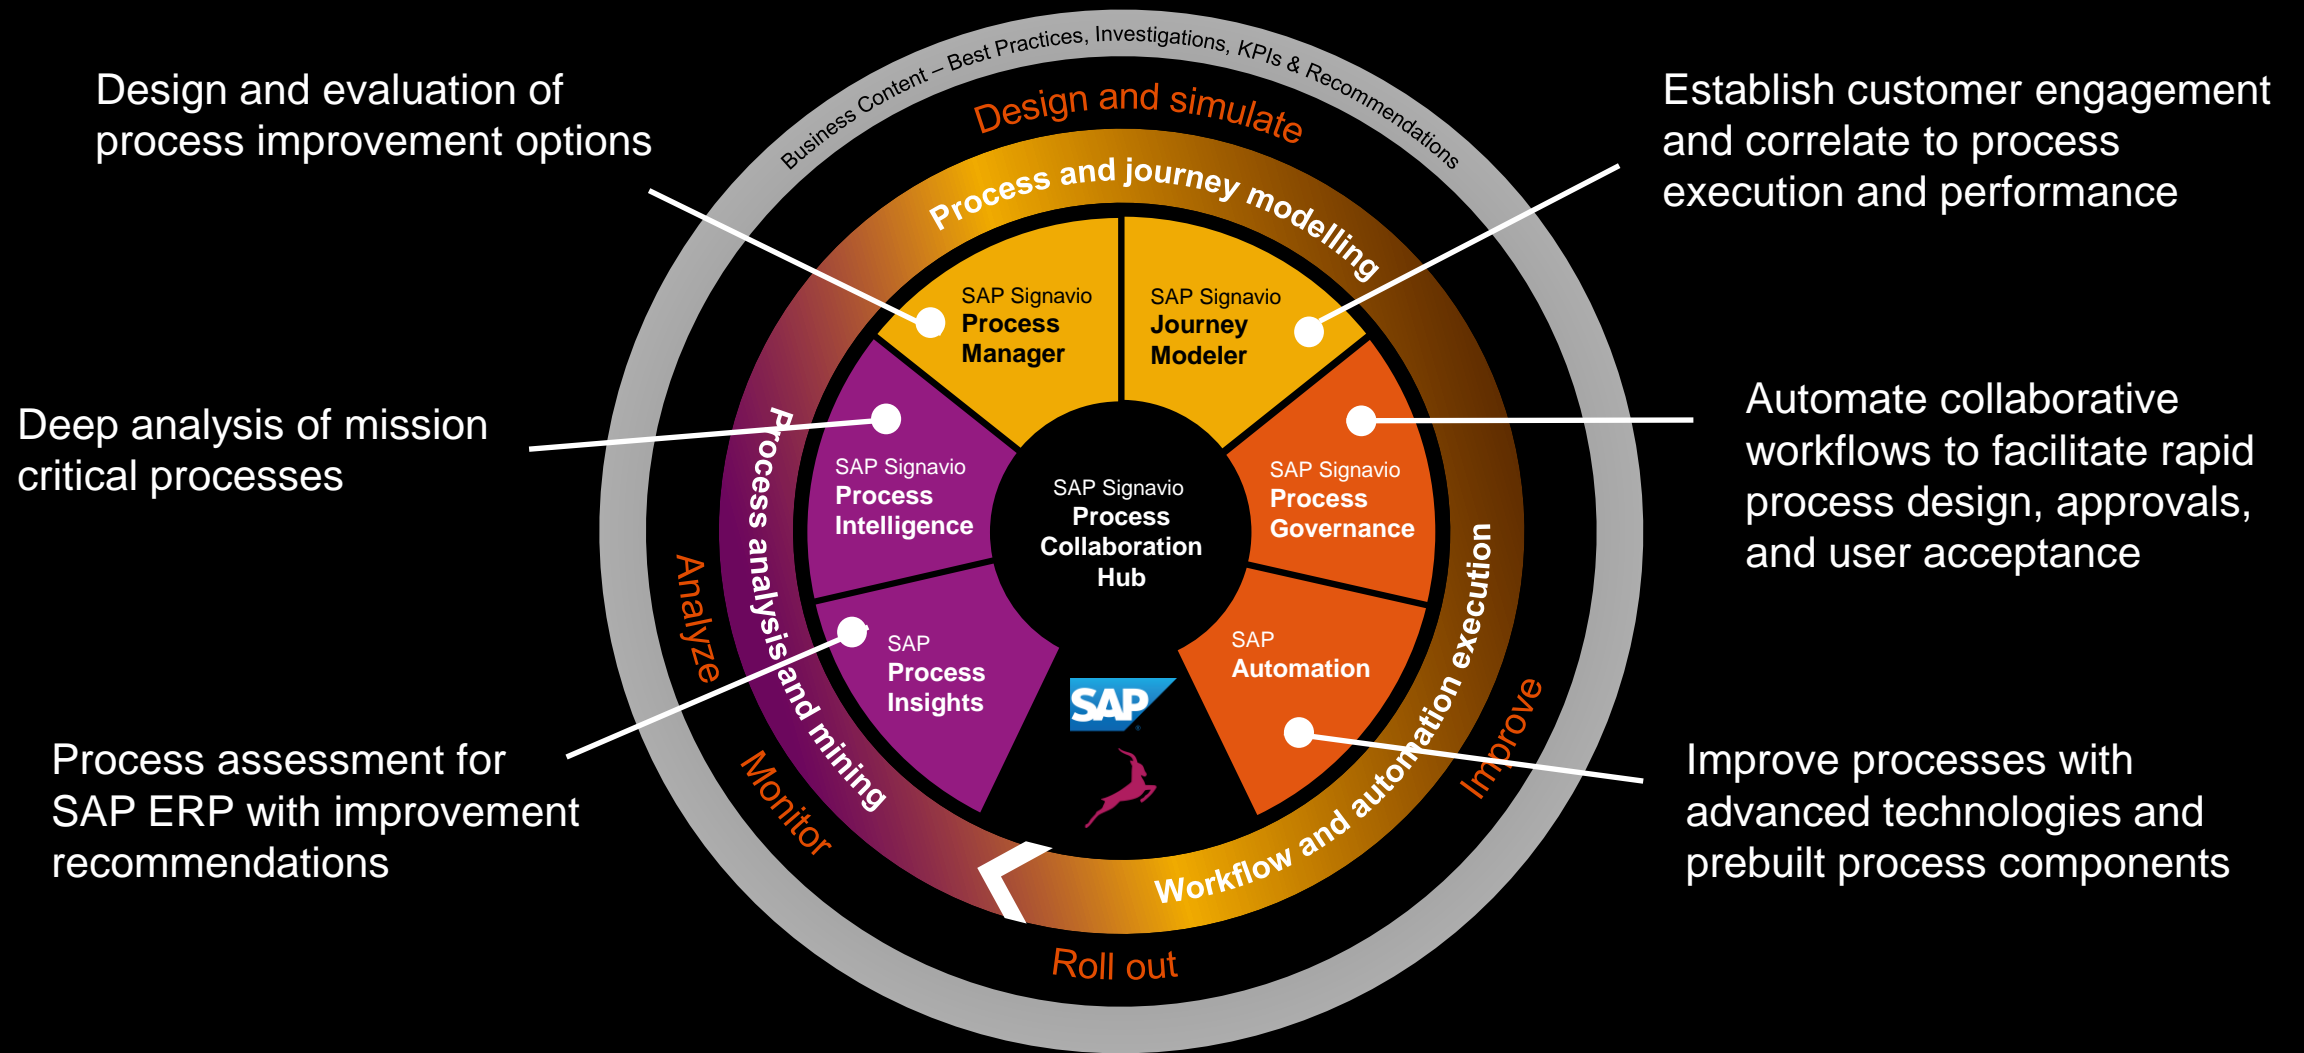 Business Content – Best Practices, Investigations, KPIs & Recommendations
Design and simulate
Process and journey modelling
Design and evaluation of
process improvement options
Establish customer engagement
and correlate to process
execution and performance
SAP Signavio
Process
Manager
SAP Signavio
Journey
Modeler
Deep analysis of mission
critical processes
Automate collaborative
workflows to facilitate rapid
process design, approvals,
and user acceptance
SAP Signavio
Process
Intelligence
SAP Signavio
Process
Collaboration
Hub
SAP Signavio
Process
Governance
Process analysis and mining
Workflow and automation execution
Analyze
Improve
Monitor
Roll out
SAP
Process
Insights
SAP
Automation
SAP
Process assessment for
SAP ERP with improvement
recommendations
Improve processes with
advanced technologies and
prebuilt process components